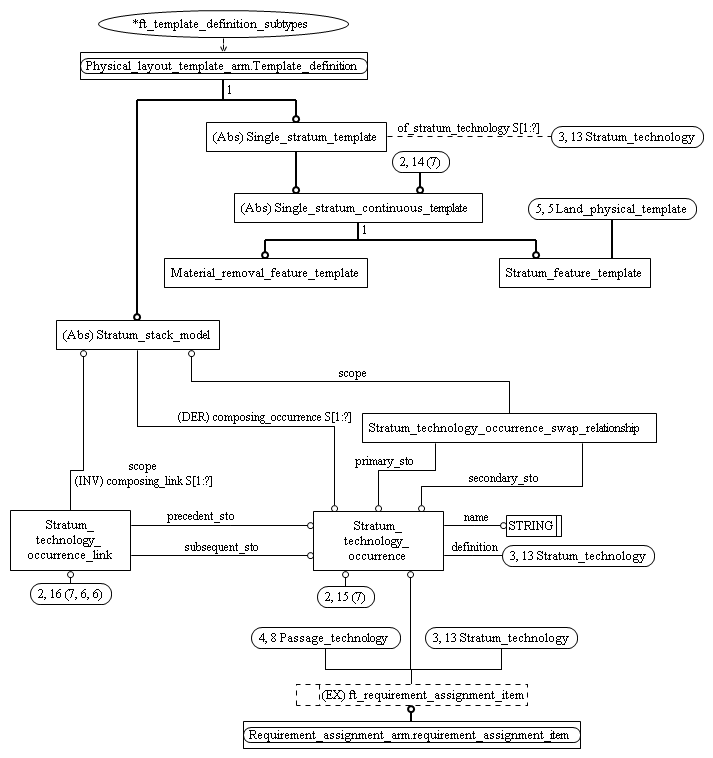 *ft_template_definition_subtypes
Physical_layout_template_arm.Template_definition
1
(Abs) Single_stratum_template
of_stratum_technology S[1:?]
3, 13 Stratum_technology
2, 14 (7)
(Abs) Single_stratum_continuous_template
5, 5 Land_physical_template
1
Material_removal_feature_template
Stratum_feature_template
(Abs) Stratum_stack_model
scope
(DER) composing_occurrence S[1:?]
Stratum_technology_occurrence_swap_relationship
primary_sto
scope
(INV) composing_link S[1:?]
secondary_sto
Stratum_
technology_
occurrence_link
precedent_sto
subsequent_sto
Stratum_
technology_
occurrence
name
STRING
definition
3, 13 Stratum_technology
2, 16 (7, 6, 6)
2, 15 (7)
4, 8 Passage_technology
3, 13 Stratum_technology
(EX) ft_requirement_assignment_item
Requirement_assignment_arm.requirement_assignment_item